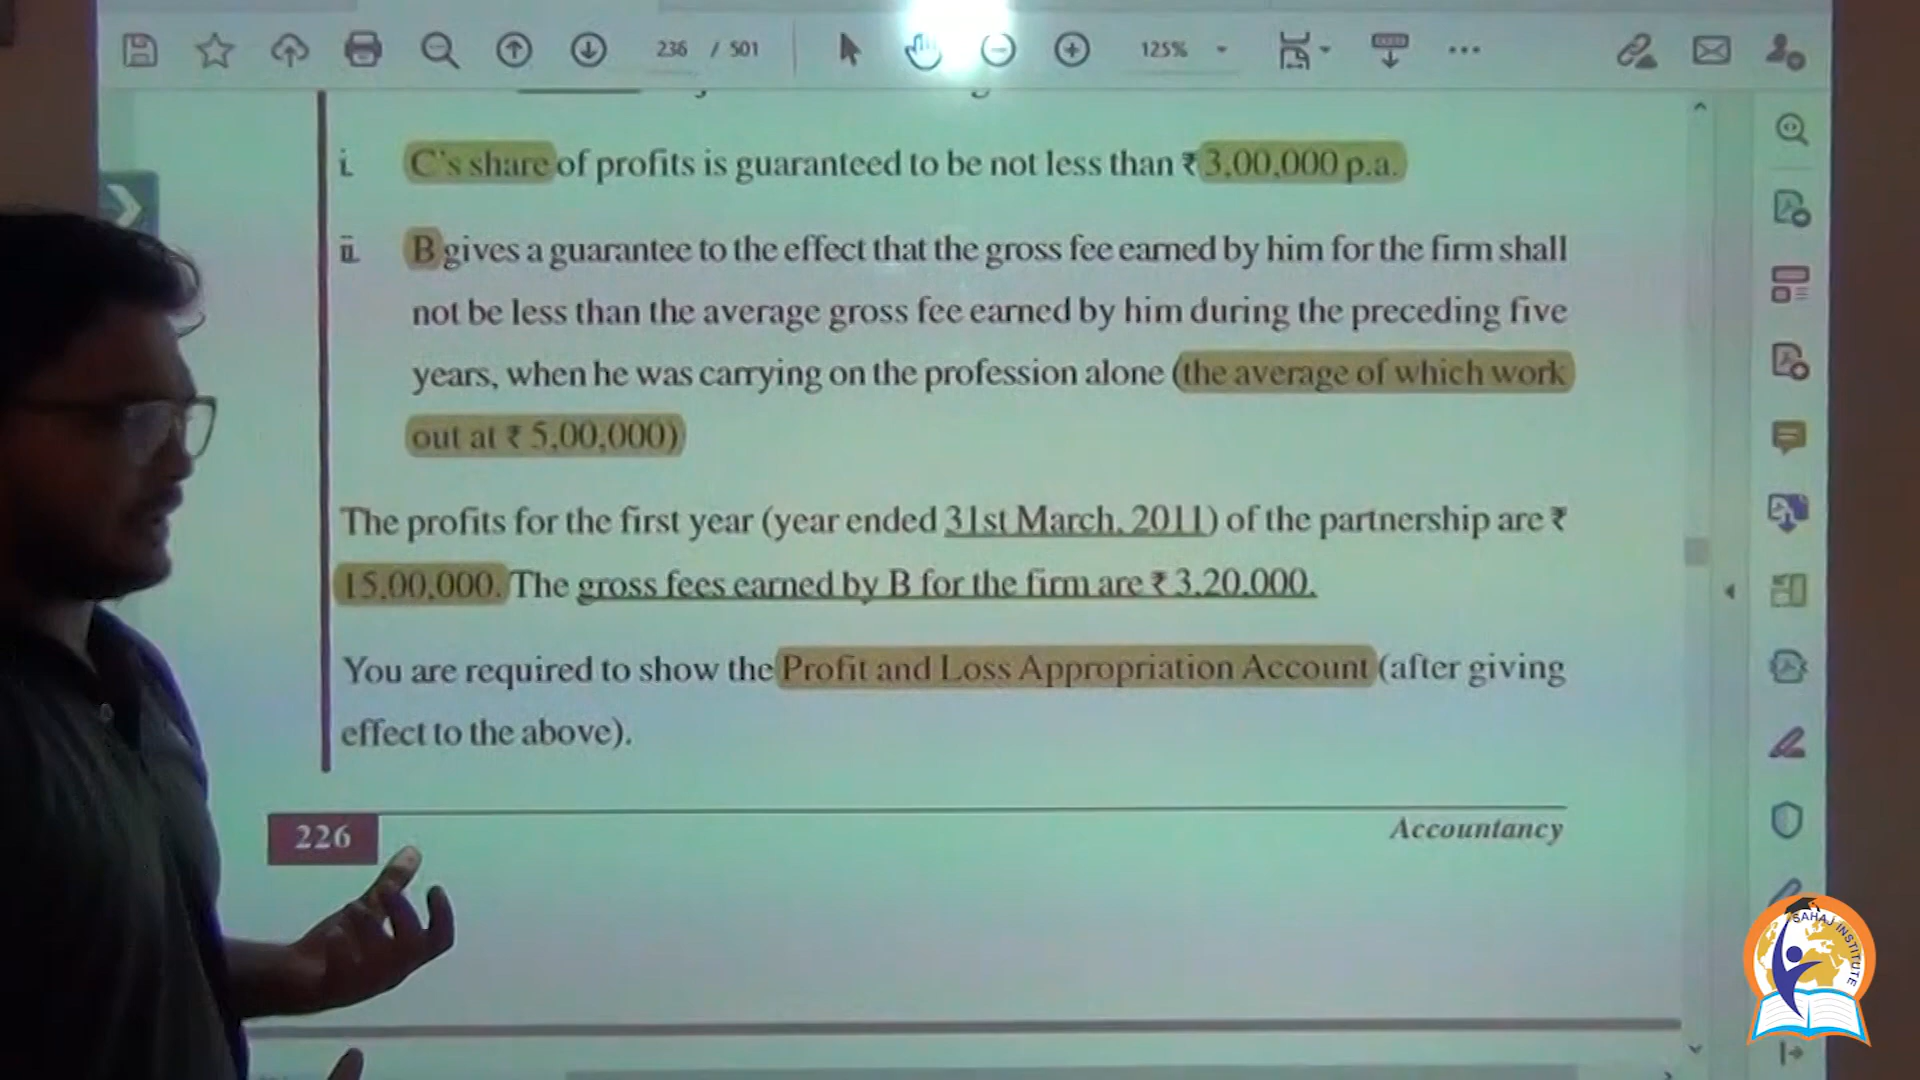 236 / 501
125%
i. C's share of profits is guaranteed to be not less than ₹ 3,00,000 p.a.
ii. B gives a guarantee to the effect that the gross fee earned by him for the firm shall
not be less than the average gross fee earned by him during the preceding five
years, when he was carrying on the profession alone (the average of which work
out at ₹ 5,00,000)
The profits for the first year (year ended 31st March, 2011) of the partnership are ₹
15,00,000. The gross fees earned by B for the firm are ₹ 3,20,000.
You are required to show the Profit and Loss Appropriation Account (after giving
effect to the above).
226
Accountancy
SAHAJ INSTITUTE